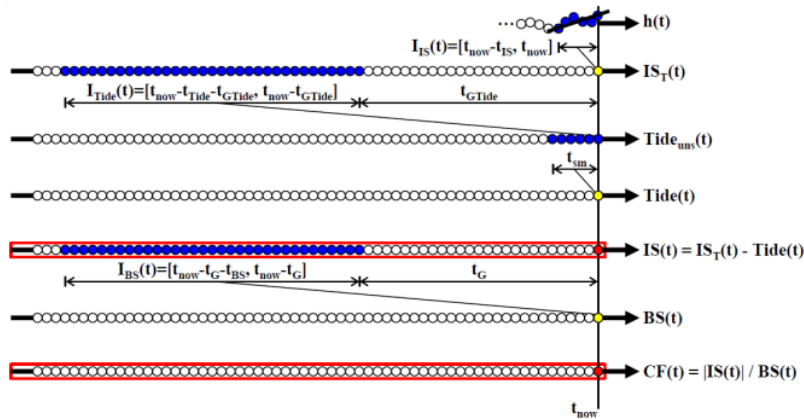 ... h(t)
I_IS(t)=[t_now-t_IS, t_now]
IS_T(t)
I_Tide(t)=[t_now-t_Tide-t_GTide, t_now-t_GTide] t_GTide
Tide_uns(t)
t_sm
Tide(t)
IS(t) = IS_T(t) - Tide(t)
I_BS(t)=[t_now-t_G-t_BS, t_now-t_G] t_G
BS(t)
CF(t) = |IS(t)| / BS(t)
t_now